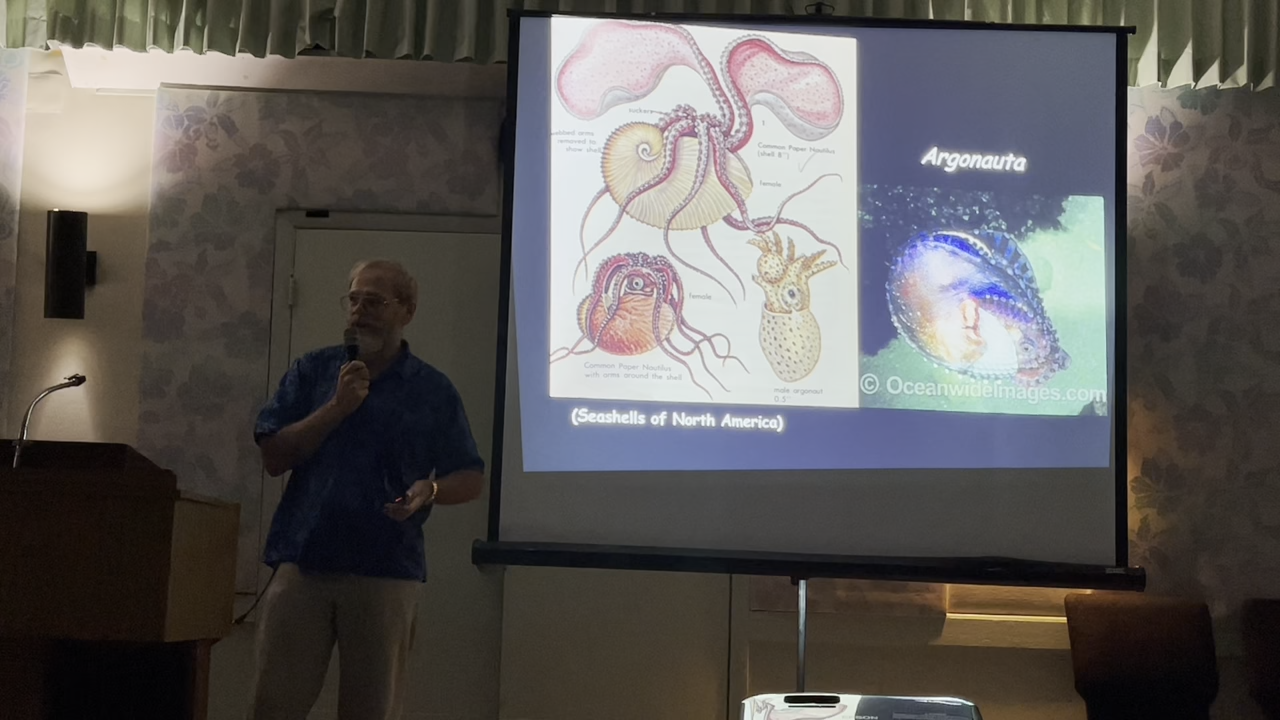 suckers
webbed arms
removed to
show shell
1
Common Paper Nautilus
(shell 8")
female
female
Common Paper Nautilus
with arms around the shell
male argonaut
0.5"
(Seashells of North America)
Argonauta
© Oceanwideimages.com